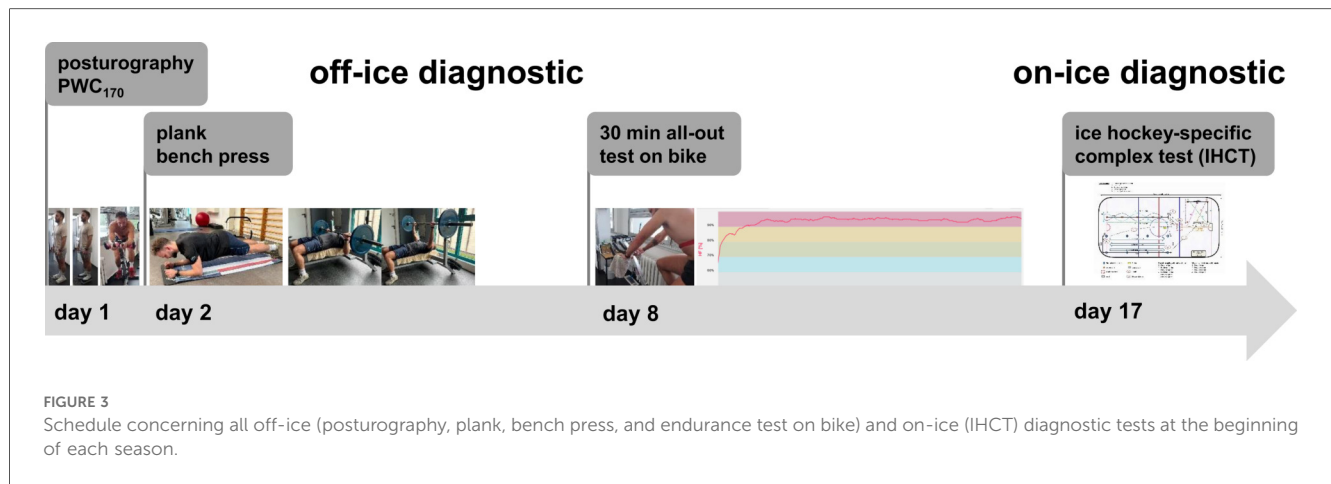 posturography
PWC₁₇₀
off-ice diagnostic
on-ice diagnostic
plank
bench press
30 min all-out
test on bike
ice hockey-specific
complex test (IHCT)
day 1
day 2
day 8
day 17
FIGURE 3
Schedule concerning all off-ice (posturography, plank, bench press, and endurance test on bike) and on-ice (IHCT) diagnostic tests at the beginning
of each season.